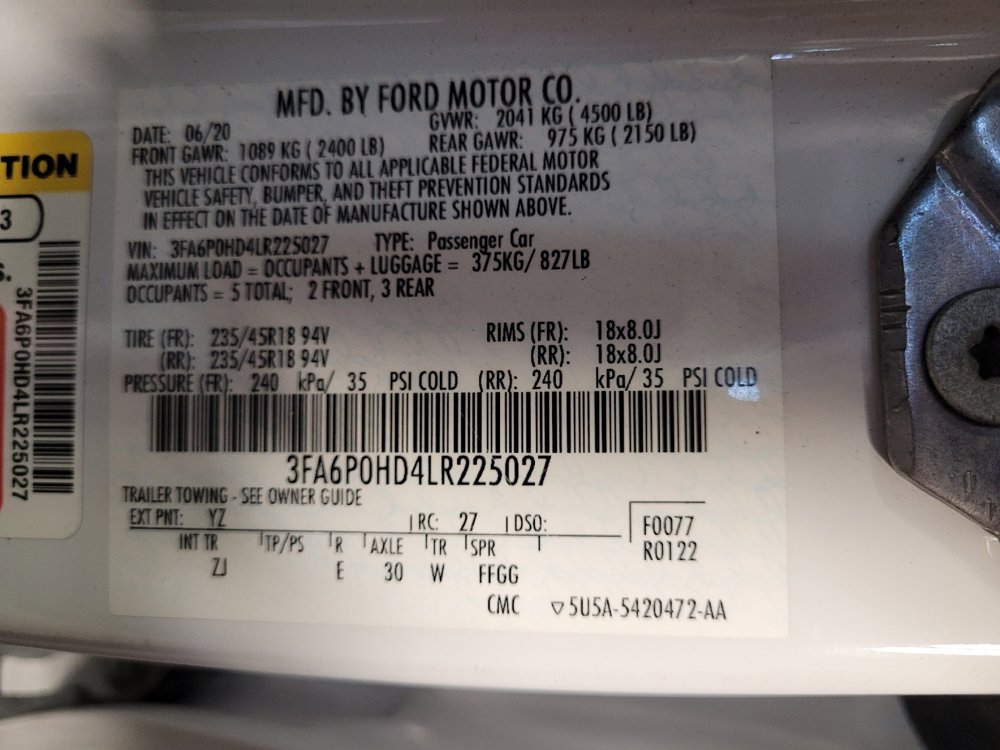 MFD. BY FORD MOTOR CO.
DATE: 06/20 GVWR: 2041 KG ( 4500 LB)
FRONT GAWR: 1089 KG ( 2400 LB) REAR GAWR: 975 KG ( 2150 LB)
THIS VEHICLE CONFORMS TO ALL APPLICABLE FEDERAL MOTOR
VEHICLE SAFETY, BUMPER, AND THEFT PREVENTION STANDARDS
IN EFFECT ON THE DATE OF MANUFACTURE SHOWN ABOVE.
VIN: 3FA6P0HD4LR225027 TYPE: Passenger Car
MAXIMUM LOAD = OCCUPANTS + LUGGAGE = 375KG/ 827LB
OCCUPANTS = 5 TOTAL; 2 FRONT, 3 REAR
TIRE (FR): 235/45R18 94V RIMS (FR): 18x8.0J
(RR): 235/45R18 94V (RR): 18x8.0J
PRESSURE (FR): 240 kPa/ 35 PSI COLD (RR): 240 kPa/ 35 PSI COLD
3FA6P0HD4LR225027
TRAILER TOWING - SEE OWNER GUIDE
EXT PNT: YZ RC: 27 DSO: F0077
INT TR TP/PS R AXLE TR SPR R0122
ZJ E 30 W FFGG
CMC ▽5U5A-5420472-AA
TION
3
S.
3FA6P0HD4LR225027